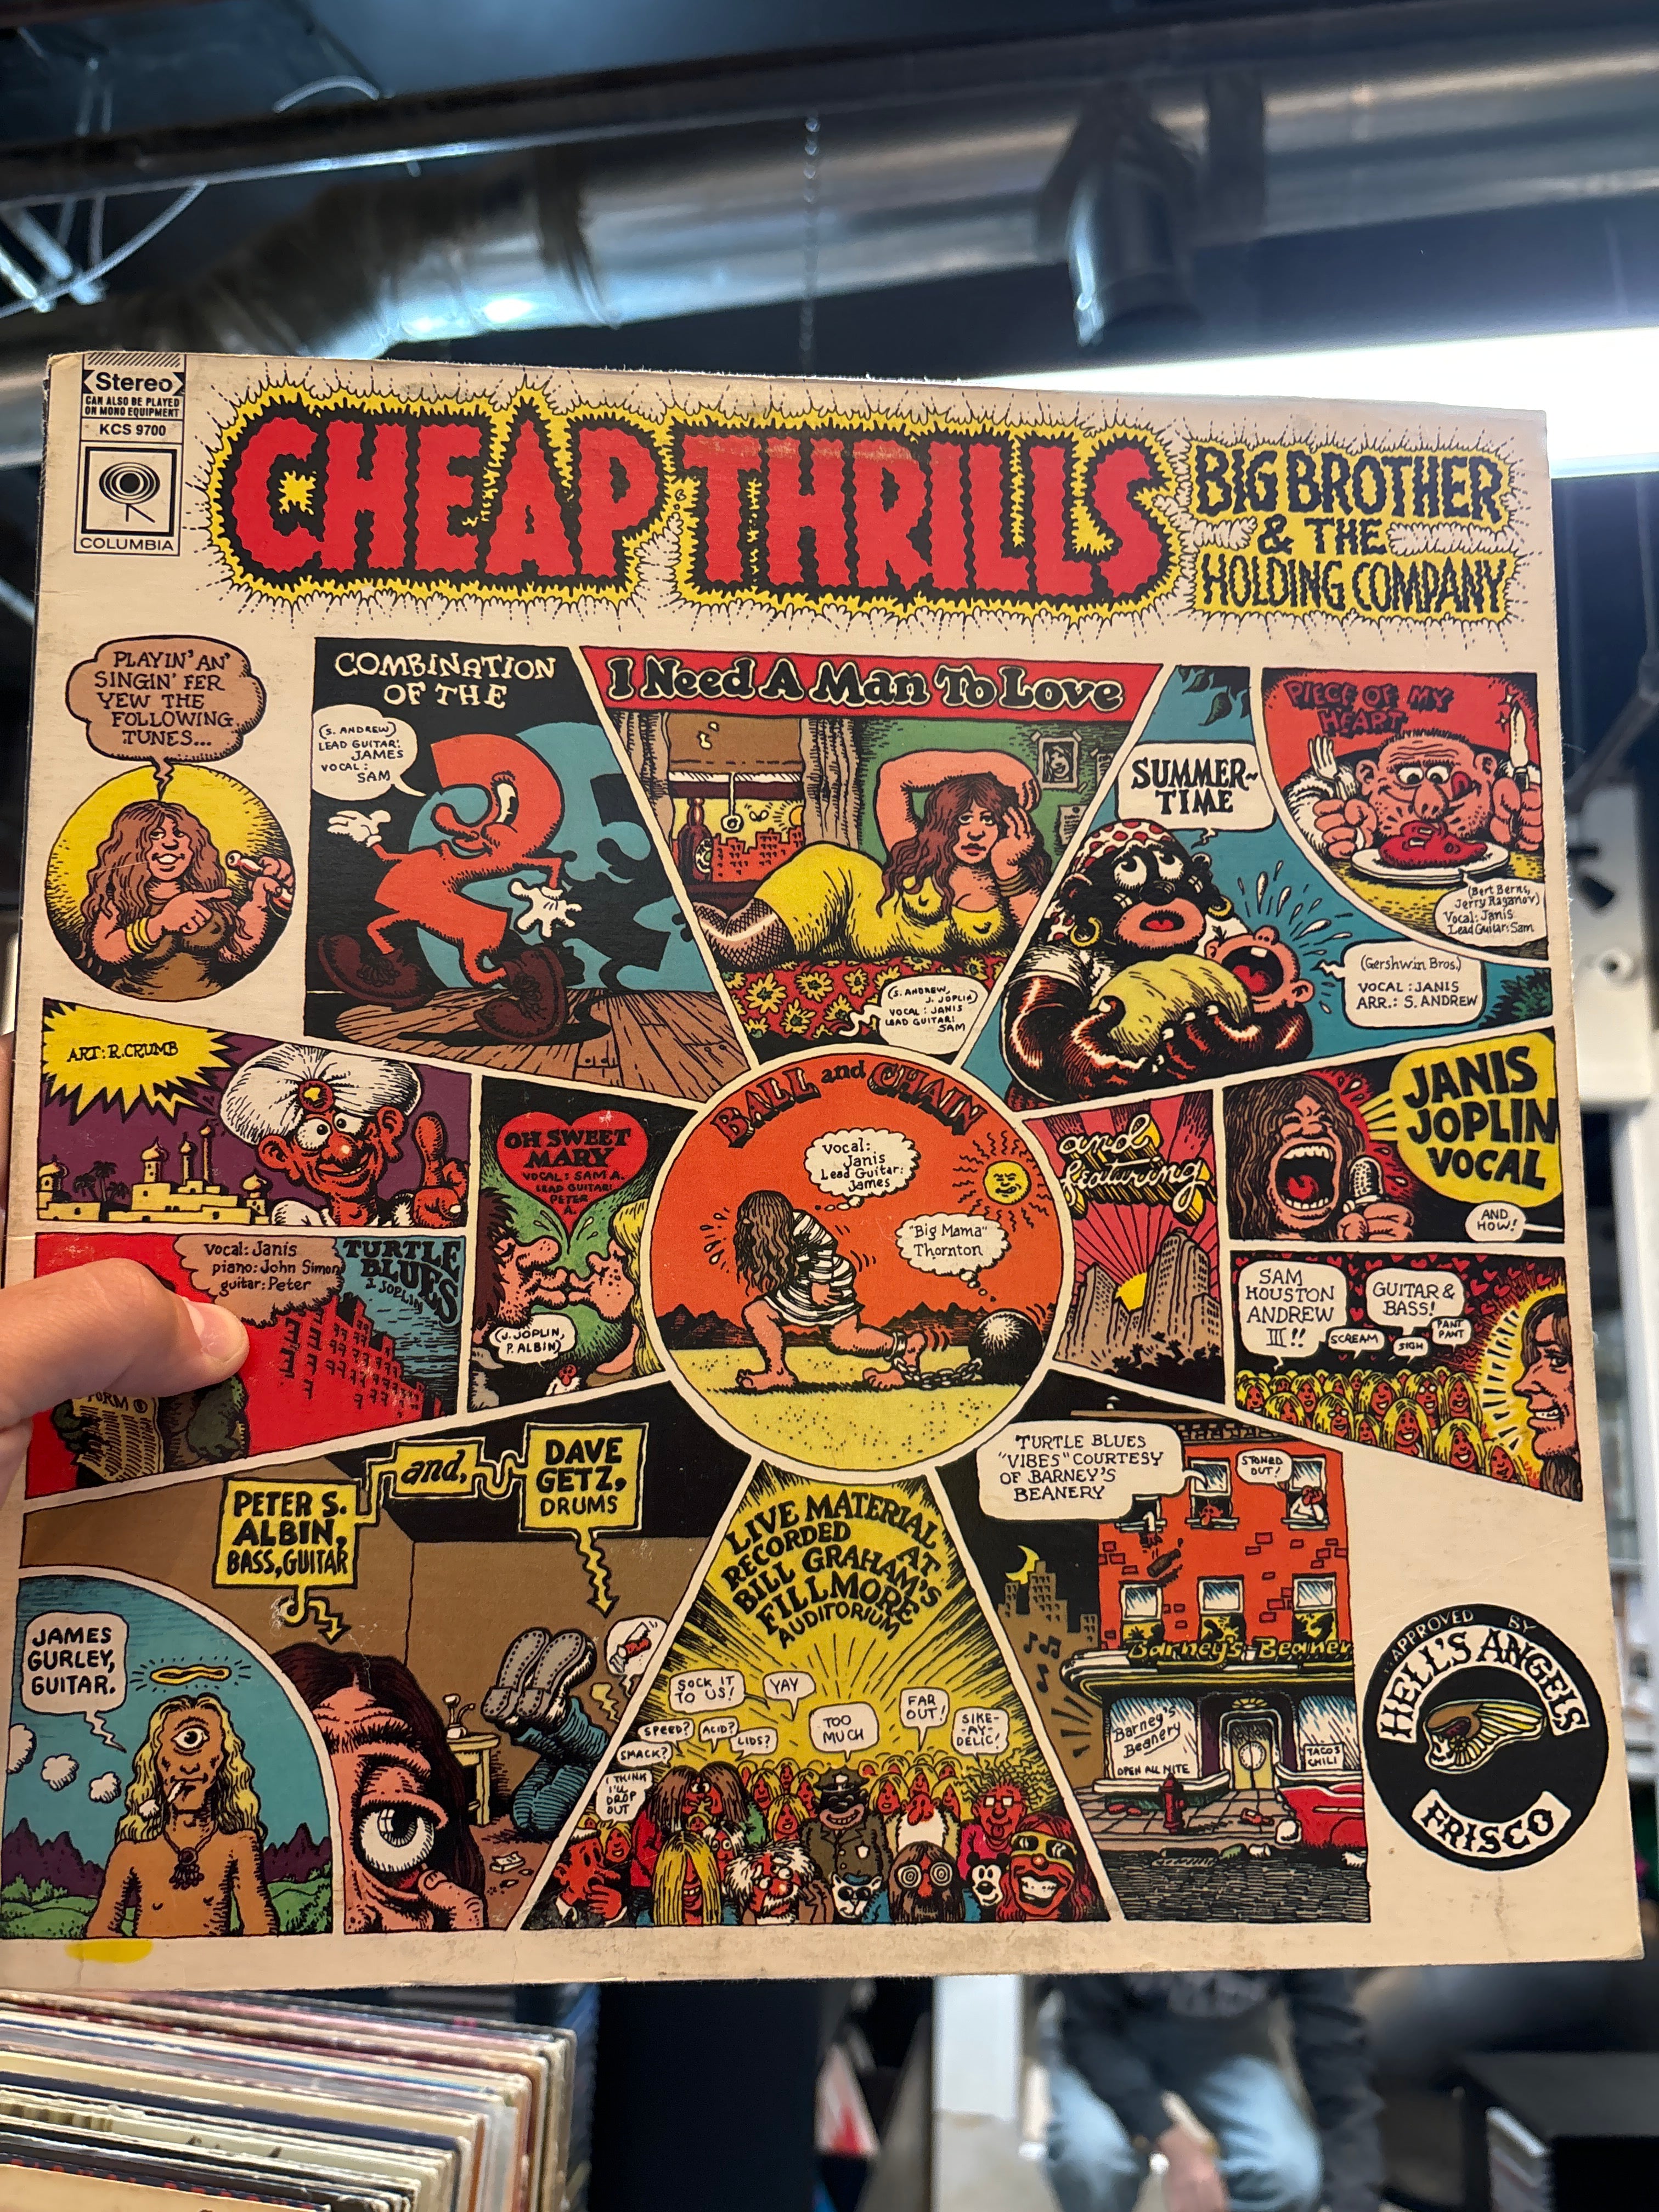 Stereo
CAN ALSO BE PLAYED
ON MONO EQUIPMENT
KCS 9700
COLUMBIA
CHEAP THRILLS
BIG BROTHER
& THE
HOLDING COMPANY
PLAYIN' AN'
SINGIN' FER
YEW THE
FOLLOWING
TUNES...
COMBINATION
OF THE
(S. ANDREW)
LEAD GUITAR:
JAMES
VOCAL:
SAM
I Need A Man To Love
(S. ANDREW,
J. JOPLIN)
VOCAL: JANIS
LEAD GUITAR:
SAM
SUMMER-
TIME
(Gershwin Bros.)
VOCAL: JANIS
ARR.: S. ANDREW
PIECE OF MY
HEART
(Bert Berns,
Jerry Raganov)
Vocal: Janis
Lead Guitar: Sam
ART: R. CRUMB
TURTLE
BLUES
J. JOPLIN
Vocal: Janis
piano: John Simon
guitar: Peter
FORM ®
OH SWEET
MARY
VOCAL: SAM A.
LEAD GUITAR:
PETER
A.
(J. JOPLIN,
P. ALBIN)
BALL and CHAIN
Vocal:
Janis
Lead Guitar:
James
"Big Mama"
Thornton
and
featuring
JANIS
JOPLIN
VOCAL
AND
HOW!
SAM
HOUSTON
ANDREW
III!!
GUITAR &
BASS!
SCREAM
SIGH
PANT
PANT
JAMES
GURLEY,
GUITAR.
PETER S.
ALBIN,
BASS, GUITAR
and,
DAVE
GETZ,
DRUMS
LIVE MATERIAL
RECORDED AT
BILL GRAHAM'S
FILLMORE
AUDITORIUM
SOCK IT
TO US!
YAY
SPEED?
ACID?
LIDS?
SMACK?
TOO
MUCH
FAR
OUT!
SIKE-
AY-
DELIC!
I THINK
I'LL
DROP
OUT
TURTLE BLUES
"VIBES" COURTESY
OF BARNEY'S
BEANERY
STONED
OUT!
Barney's Beaner
Barney's
Beanery
OPEN ALL NITE
TACOS
CHILI
APPROVED BY
HELL'S ANGELS
FRISCO